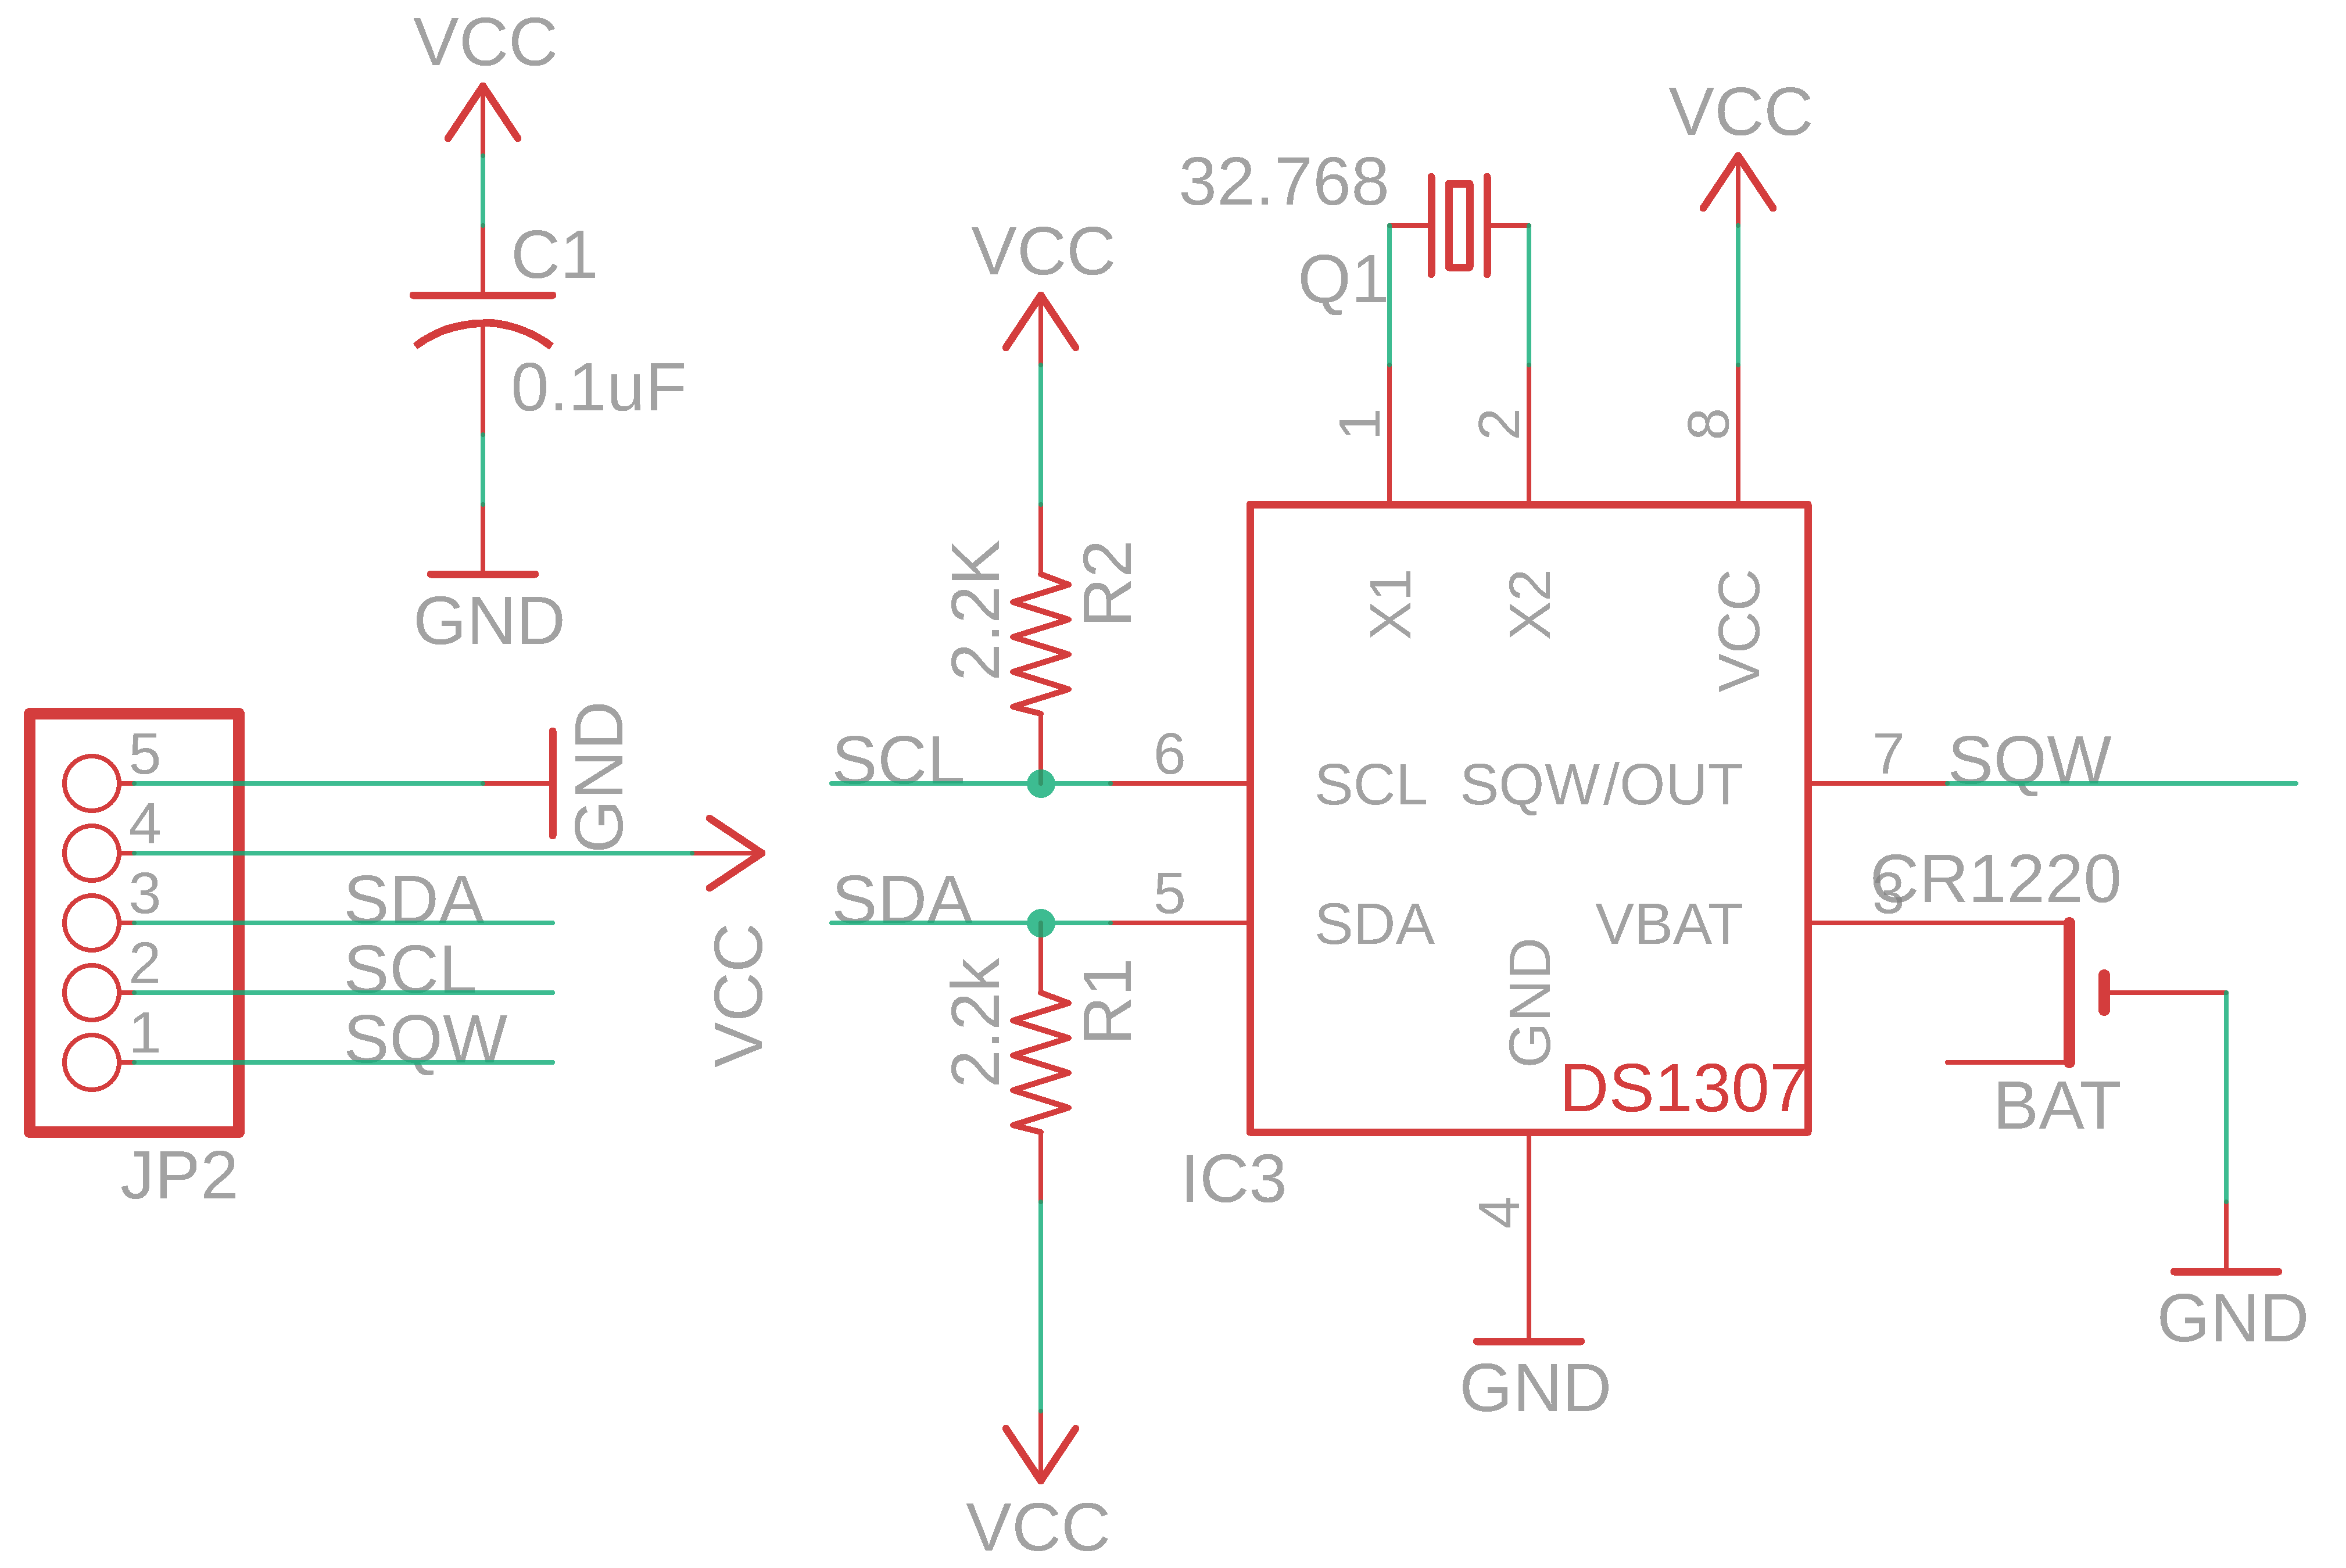 VCC
C1
0.1uF
GND
VCC
32.768
Q1
VCC
1
2
8
2.2K
R2
X1
X2
VCC
5
GND
4
VCC
3
SDA
2
SCL
1
SQW
JP2
SCL
6
SCL
SQW/OUT
7
SQW
SDA
5
SDA
VBAT
3
CR1220
GND
DS1307
BAT
2.2k
R1
IC3
4
GND
GND
VCC